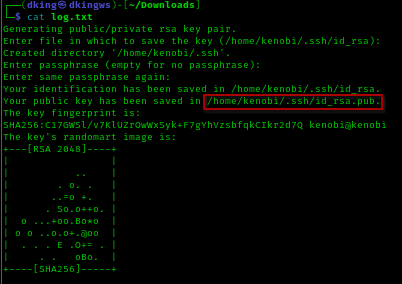 ┌──(dking㉿dkingws)-[~/Downloads]
└─$ cat log.txt
Generating public/private rsa key pair.
Enter file in which to save the key (/home/kenobi/.ssh/id_rsa):
Created directory '/home/kenobi/.ssh'.
Enter passphrase (empty for no passphrase):
Enter same passphrase again:
Your identification has been saved in /home/kenobi/.ssh/id_rsa.
Your public key has been saved in /home/kenobi/.ssh/id_rsa.pub.
The key fingerprint is:
SHA256:C17GWSl/v7KlUZrOwWxSyk+F7gYhVzsbfqkCIkr2d7Q kenobi@kenobi
The key's randomart image is:
+---[RSA 2048]----+
|                 |
|           ..    |
|        . o. .   |
|       ..=o +.   |
|      . So.o++o. |
|  o ...+oo.Bo*o  |
| o o ..o.o+.@oo  |
|  . . . E .O+= . |
|     . .   oBo.  |
+----[SHA256]-----+